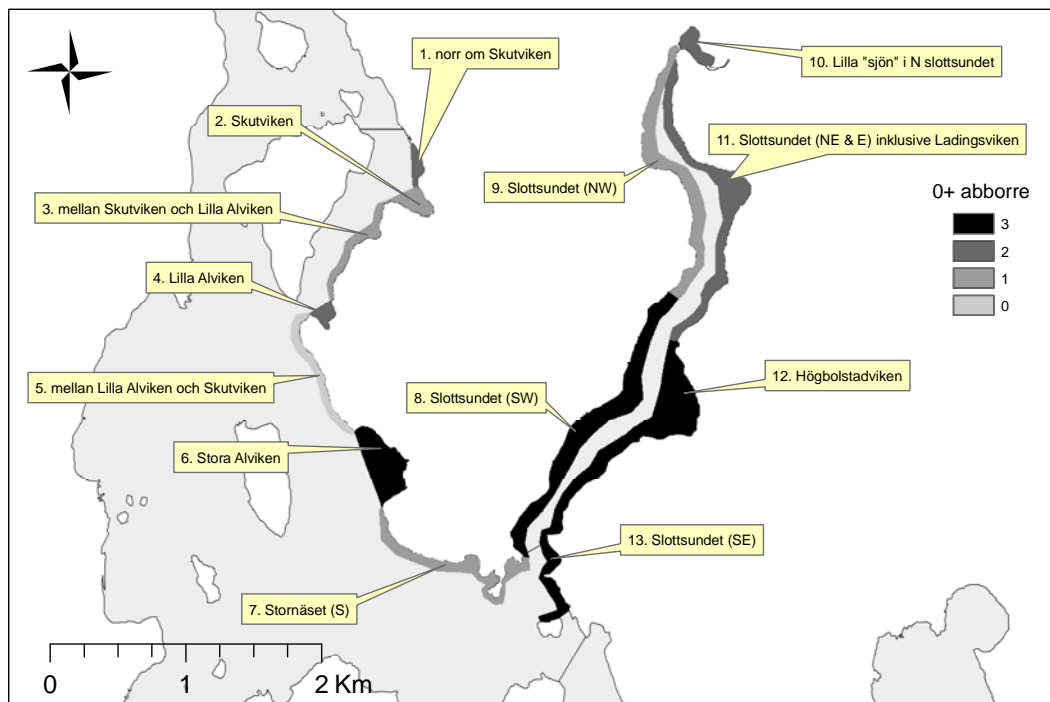 1. norr om Skutviken
2. Skutviken
3. mellan Skutviken och Lilla Alviken
4. Lilla Alviken
5. mellan Lilla Alviken och Skutviken
6. Stora Alviken
7. Stornäset (S)
8. Slottsundet (SW)
9. Slottsundet (NW)
10. Lilla "sjön" i N slottsundet
11. Slottsundet (NE & E) inklusive Ladingsviken
12. Högbolstadviken
13. Slottsundet (SE)
0+ abborre
3
2
1
0
0 1 2 Km